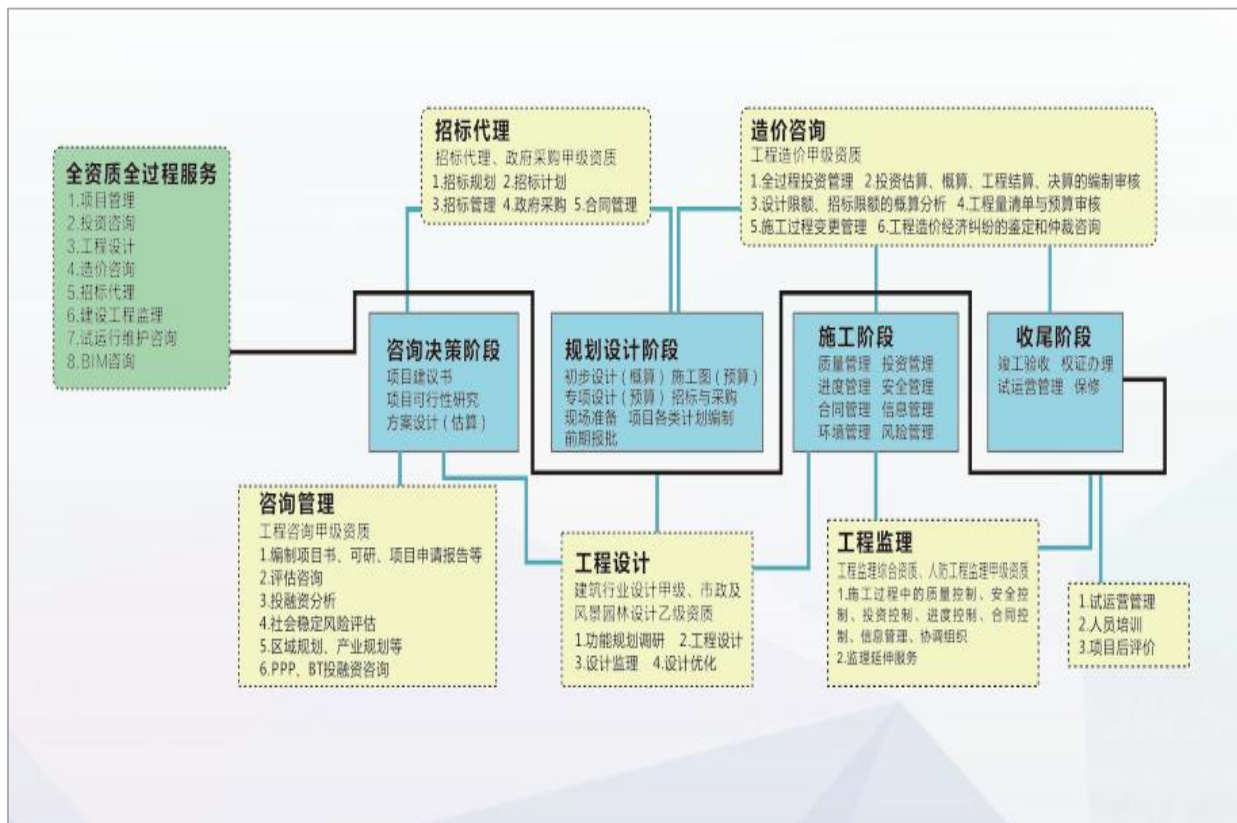 全资质全过程服务
1.项目管理
2.投资咨询
3.工程设计
4.造价咨询
5.招标代理
6.建设工程监理
7.试运行维护咨询
8.BIM咨询
招标代理
招标代理、政府采购甲级资质
1.招标规划 2.招标计划
3.招标管理 4.政府采购 5.合同管理
造价咨询
工程造价甲级资质
1.全过程投资管理 2.投资估算、概算、工程结算、决算的编制审核
3.设计限额、招标限额的概算分析 4.工程量清单与预算审核
5.施工过程变更管理 6.工程造价经济纠纷的鉴定和仲裁咨询
咨询决策阶段
项目建议书
项目可行性研究
方案设计(估算)
规划设计阶段
初步设计(概算) 施工图(预算)
专项设计(预算) 招标与采购
现场准备 项目各类计划编制
前期报批
施工阶段
质量管理 投资管理
进度管理 安全管理
合同管理 信息管理
环境管理 风险管理
收尾阶段
竣工验收 权证办理
试运营管理 保修
咨询管理
工程咨询甲级资质
1.编制项目书、可研、项目申请报告等
2.评估咨询
3.投融资分析
4.社会稳定风险评估
5.区域规划、产业规划等
6.PPP、BT投融资咨询
工程设计
建筑行业设计甲级、市政及
风景园林设计乙级资质
1.功能规划调研 2.工程设计
3.设计监理 4.设计优化
工程监理
工程监理综合资质、人防工程监理甲级资质
1.施工过程中的质量控制、安全控
制、投资控制、进度控制、合同控
制、信息管理、协调组织
2.监理延伸服务
1.试运营管理
2.人员培训
3.项目后评价